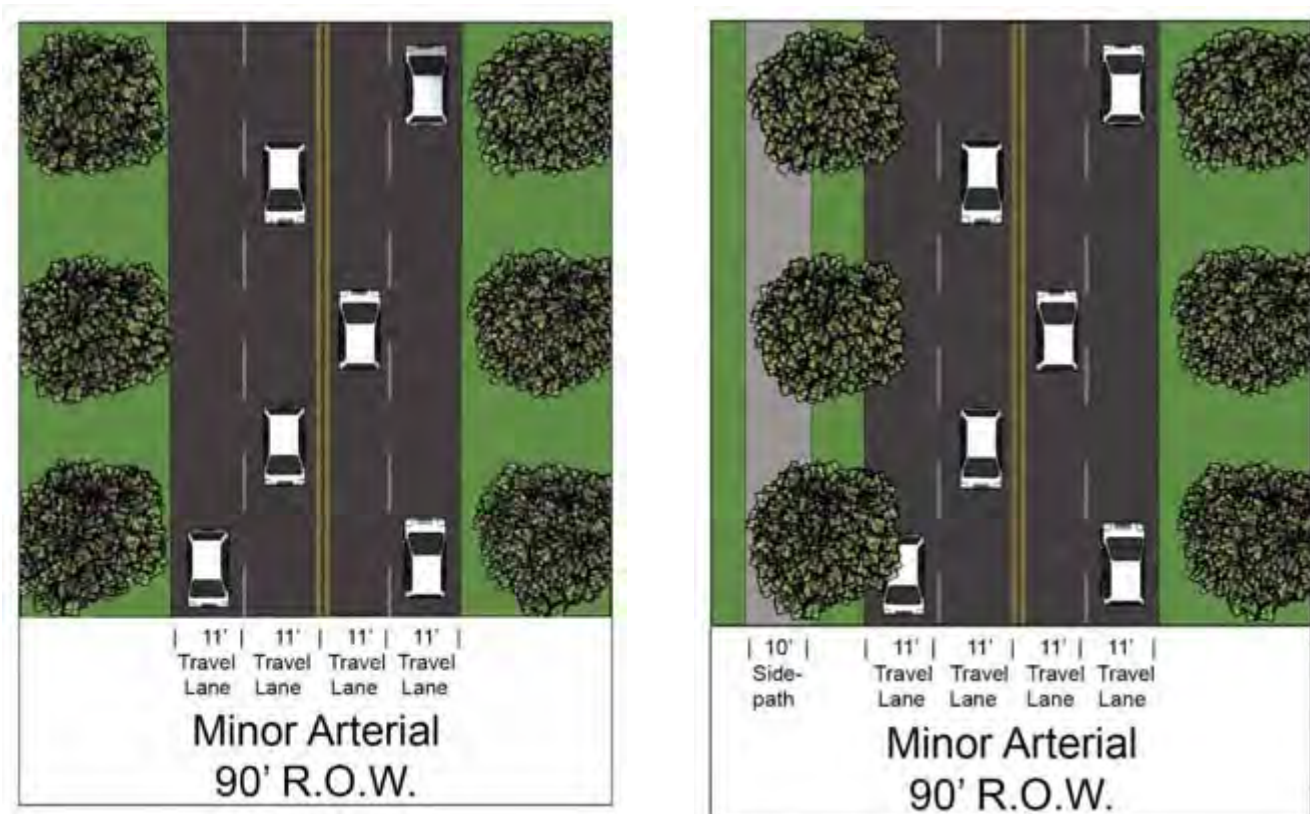 | 11' | 11' | 11' | 11' |
Travel Travel Travel Travel
Lane Lane Lane Lane
Minor Arterial
90' R.O.W.
| 10' | | 11' | 11' | 11' | 11' |
Side- Travel Travel Travel Travel
path Lane Lane Lane Lane
Minor Arterial
90' R.O.W.